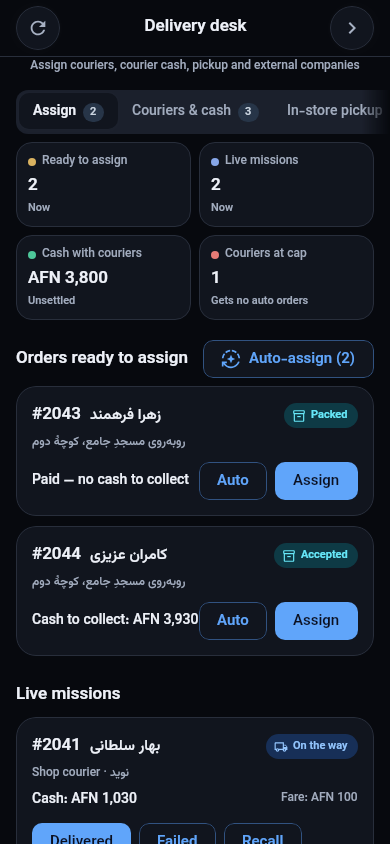 Delivery desk
Assign couriers, courier cash, pickup and external companies
Assign 2 Couriers & cash 3 In-store pickup
Ready to assign
2
Now
Live missions
2
Now
Cash with couriers
AFN 3,800
Unsettled
Couriers at cap
1
Gets no auto orders
Orders ready to assign Auto-assign (2)
#2043 زهرا فرهمند Packed
روبه‌روی مسجدِ جامع، کوچهٔ دوم
Paid — no cash to collect Auto Assign
#2044 کامران عزیزی Accepted
روبه‌روی مسجدِ جامع، کوچهٔ دوم
Cash to collect: AFN 3,930 Auto Assign
Live missions
#2041 بهار سلطانی On the way
Shop courier · نوید
Cash: AFN 1,030 Fare: AFN 100
Delivered Failed Recall